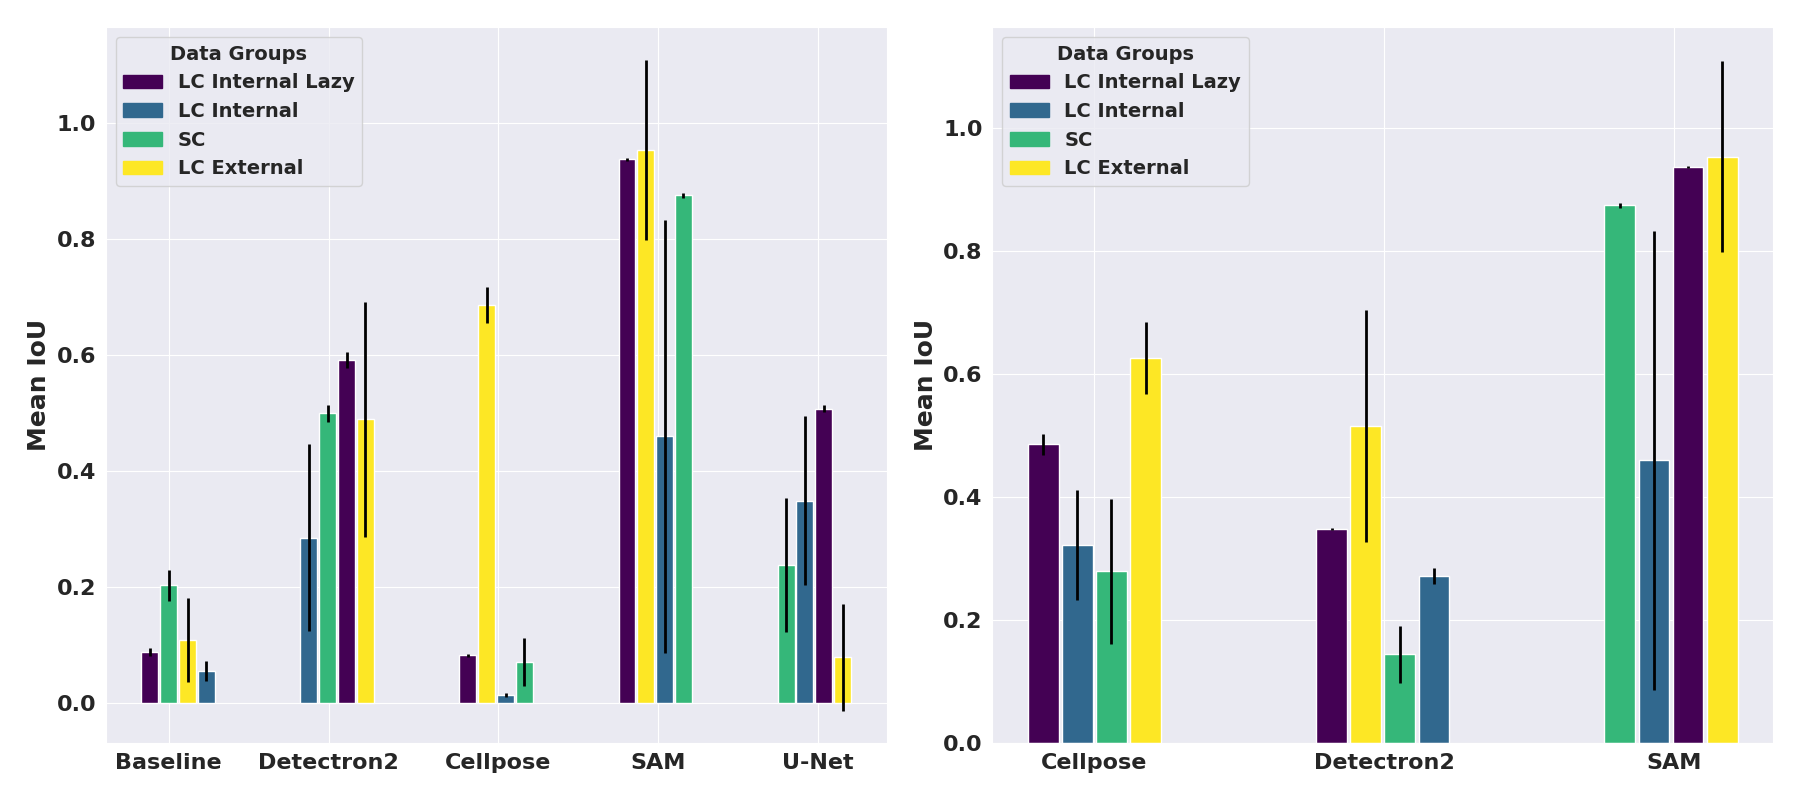 Data Groups
LC Internal Lazy
LC Internal
SC
LC External
Mean IoU
1.0
0.8
0.6
0.4
0.2
0.0
Baseline Detectron2 Cellpose SAM U-Net
Data Groups
LC Internal Lazy
LC Internal
SC
LC External
Mean IoU
1.0
0.8
0.6
0.4
0.2
0.0
Cellpose Detectron2 SAM